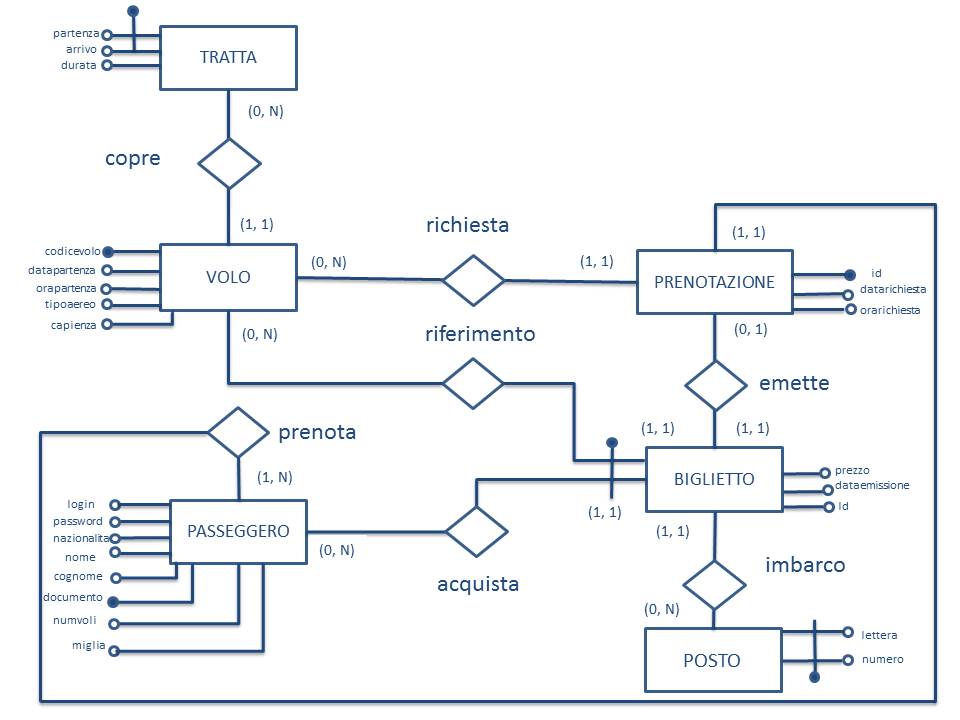 partenza
arrivo
durata
TRATTA
(0, N)
copre
(1, 1)
richiesta
(1, 1)
codicevolo
datapartenza
orapartenza
tipoaereo
capienza
VOLO
(0, N)
(1, 1)
PRENOTAZIONE
id
datarichiesta
orarichiesta
(0, N)
riferimento
(0, 1)
emette
prenota
(1, 1)
(1, 1)
(1, N)
BIGLIETTO
prezzo
dataemissione
Id
login
password
nazionalita
nome
cognome
documento
numvoli
miglia
PASSEGGERO
(0, N)
(1, 1)
(1, 1)
acquista
imbarco
(0, N)
POSTO
lettera
numero